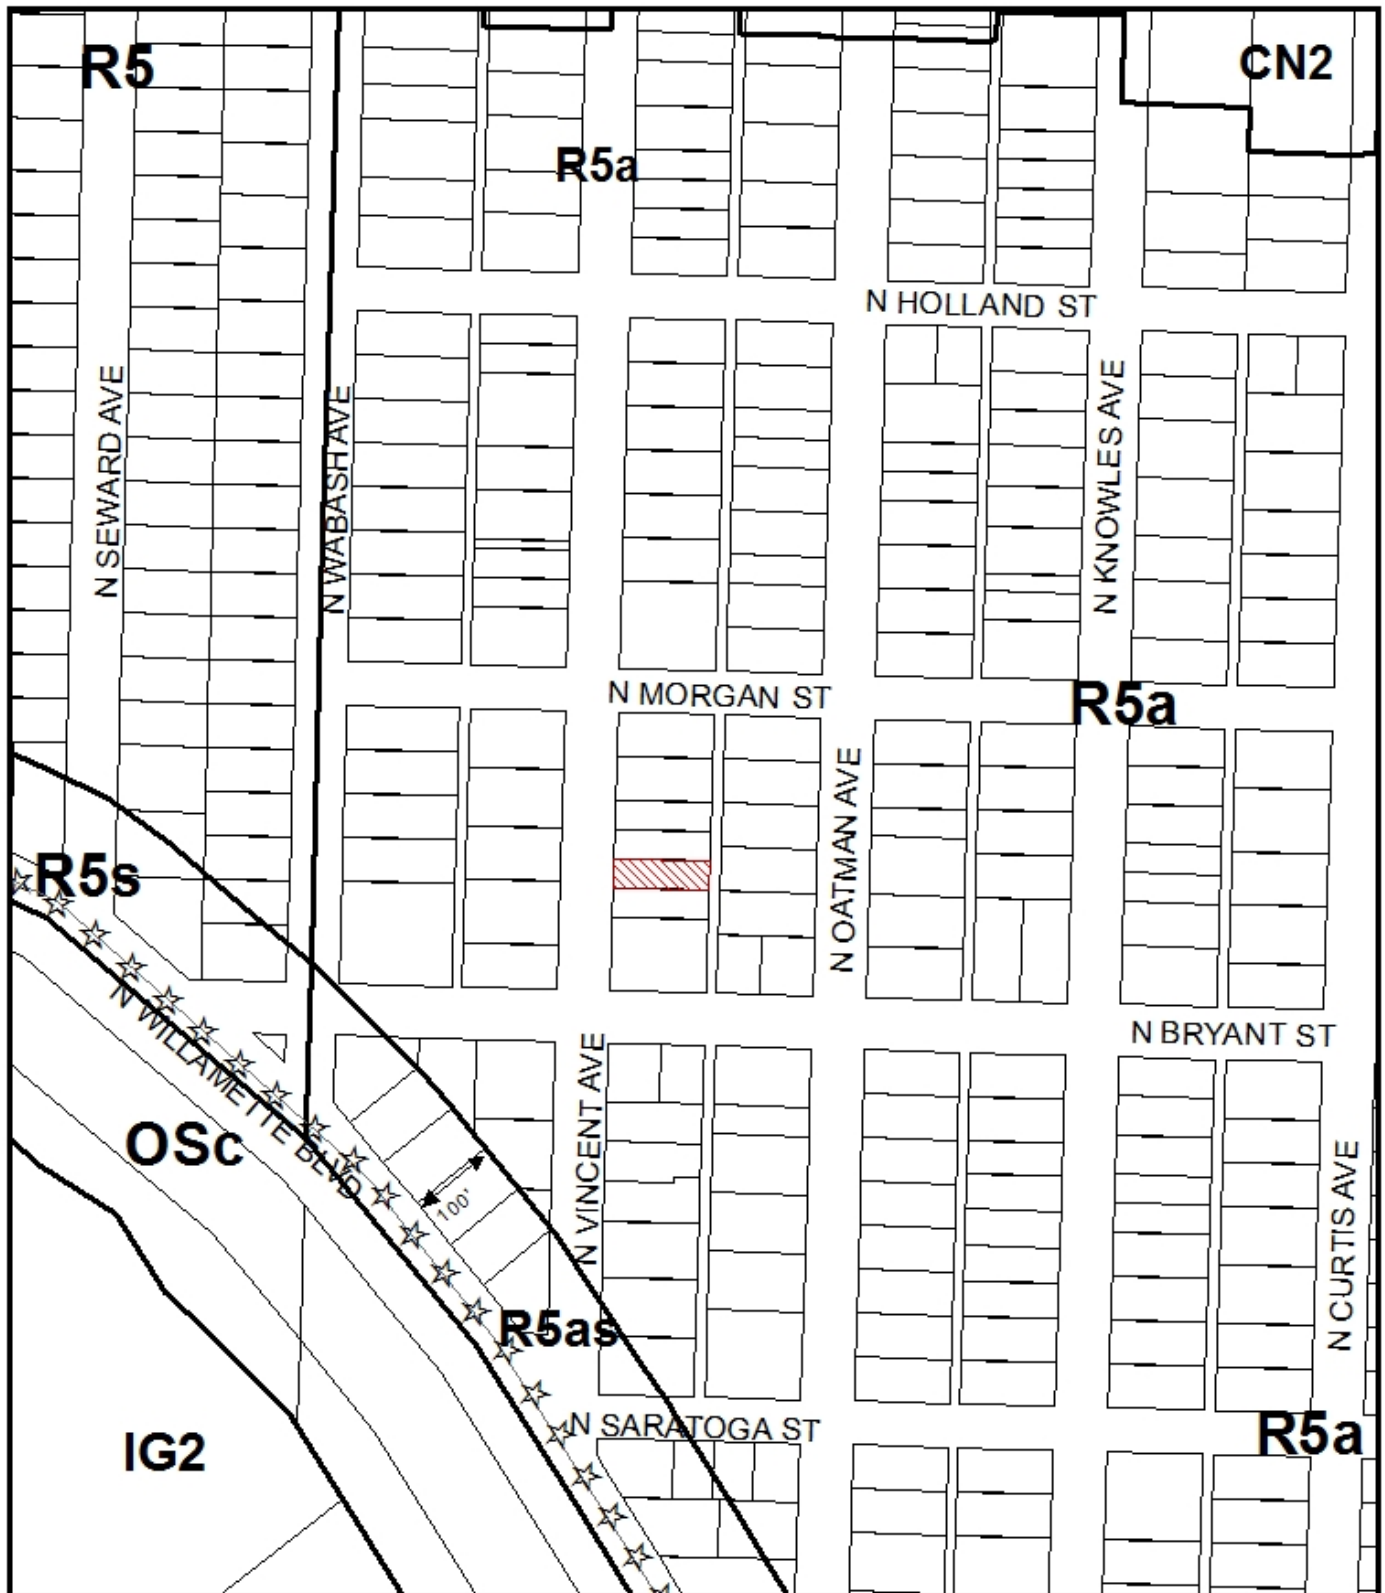 R5
CN2
R5a
N HOLLAND ST
N SEWARD AVE
N WABASH AVE
N KNOWLES AVE
N MORGAN ST
R5a
N OATMAN AVE
R5s
N WILLAMETTE BLVD
N BRYANT ST
N VINCENT AVE
OSc
100'
N CURTIS AVE
R5as
N SARATOGA ST
R5a
IG2